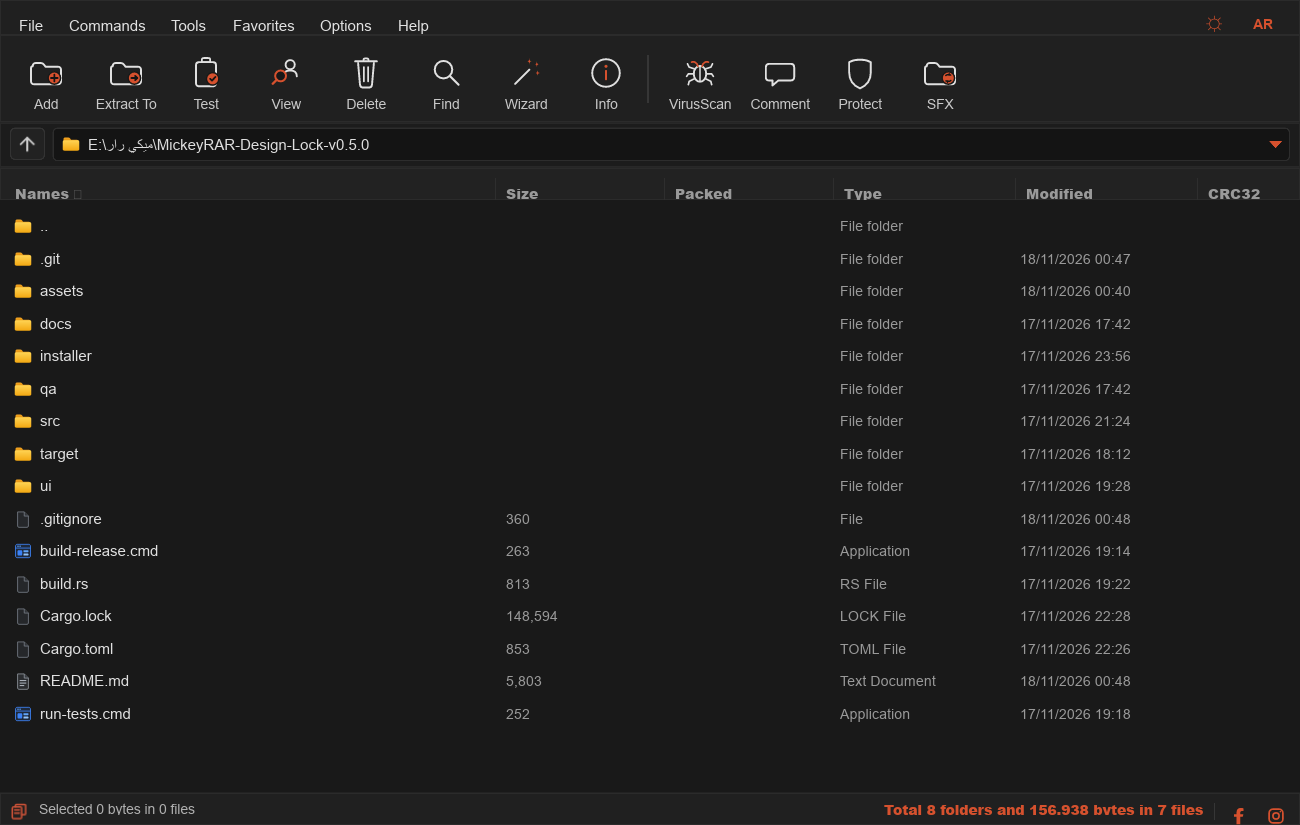 File Commands Tools Favorites Options Help AR
Add Extract To Test View Delete Find Wizard Info VirusScan Comment Protect SFX
E:\ميكي رار\MickeyRAR-Design-Lock-v0.5.0
Names Size Packed Type Modified CRC32
.. File folder
.git File folder 18/11/2026 00:47
assets File folder 18/11/2026 00:40
docs File folder 17/11/2026 17:42
installer File folder 17/11/2026 23:56
qa File folder 17/11/2026 17:42
src File folder 17/11/2026 21:24
target File folder 17/11/2026 18:12
ui File folder 17/11/2026 19:28
.gitignore 360 File 18/11/2026 00:48
build-release.cmd 263 Application 17/11/2026 19:14
build.rs 813 RS File 17/11/2026 19:22
Cargo.lock 148,594 LOCK File 17/11/2026 22:28
Cargo.toml 853 TOML File 17/11/2026 22:26
README.md 5,803 Text Document 18/11/2026 00:48
run-tests.cmd 252 Application 17/11/2026 19:18
Selected 0 bytes in 0 files Total 8 folders and 156,938 bytes in 7 files